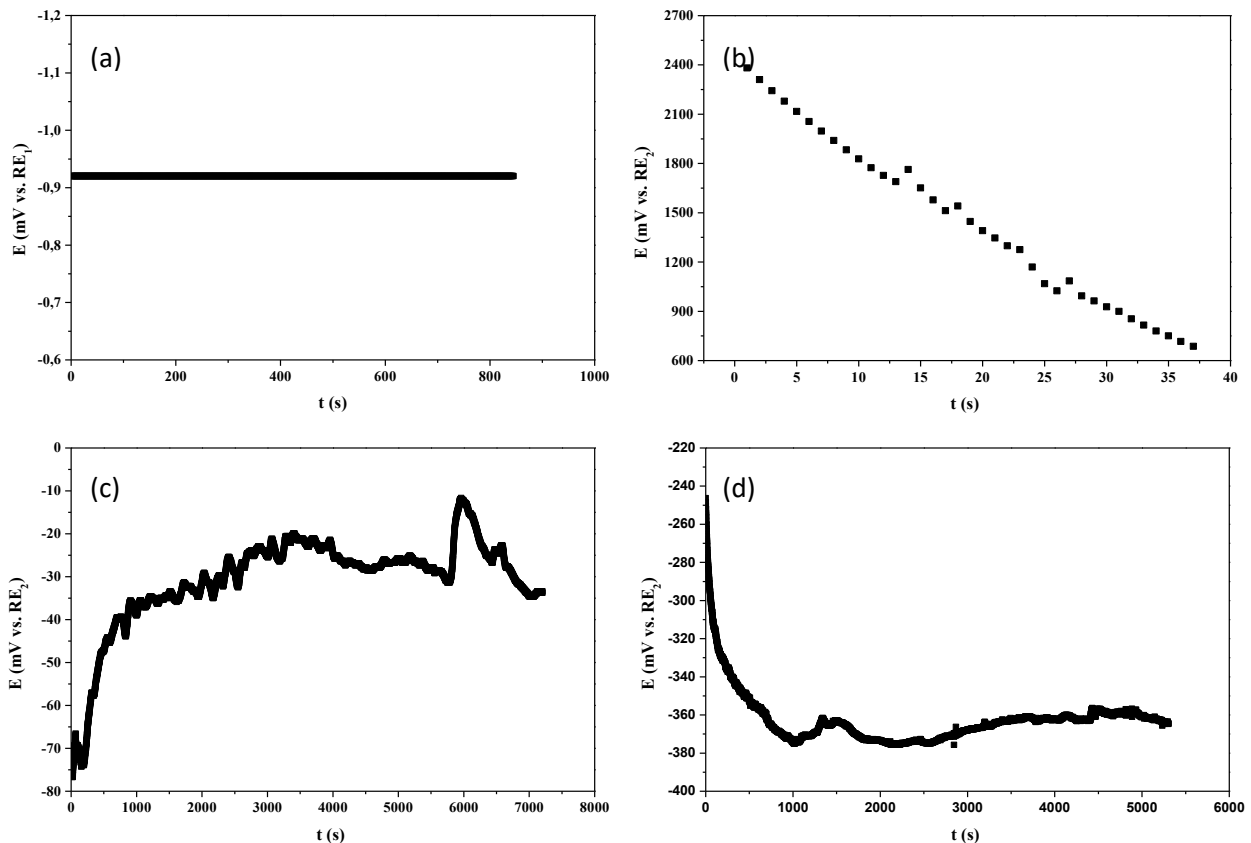 (a)
E (mV vs. RE1)
-1,2
-1,1
-1,0
-0,9
-0,8
-0,7
-0,6
0 200 400 600 800 1000
t (s)
(b)
E (mV vs. RE2)
2700
2400
2100
1800
1500
1200
900
600
0 5 10 15 20 25 30 35 40
t (s)
(c)
E (mV vs. RE2)
0
-10
-20
-30
-40
-50
-60
-70
-80
0 1000 2000 3000 4000 5000 6000 7000 8000
t (s)
(d)
E (mV vs. RE2)
-220
-240
-260
-280
-300
-320
-340
-360
-380
-400
0 1000 2000 3000 4000 5000 6000
t (s)